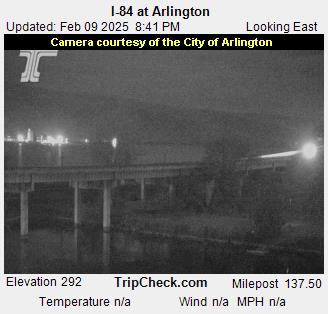 I-84 at Arlington
Updated: Feb 09 2025 8:41 PM Looking East
Camera courtesy of the City of Arlington
Elevation 292 TripCheck.com Milepost 137.50
Temperature n/a Wind n/a MPH n/a